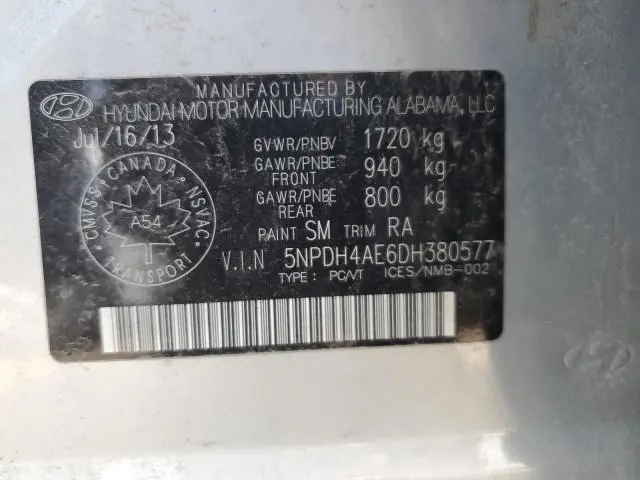 MANUFACTURED BY
HYUNDAI MOTOR MANUFACTURING ALABAMA, LLC
Jul/16/13
GVWR/PNBV 1720 kg
GAWR/PNBE FRONT 940 kg
GAWR/PNBE REAR 800 kg
PAINT SM TRIM RA
V.I.N 5NPDH4AE6DH380577
TYPE : PC/VT ICES/NMB-002
CANADA
CMVSS
NSVAC
A54
TRANSPORT